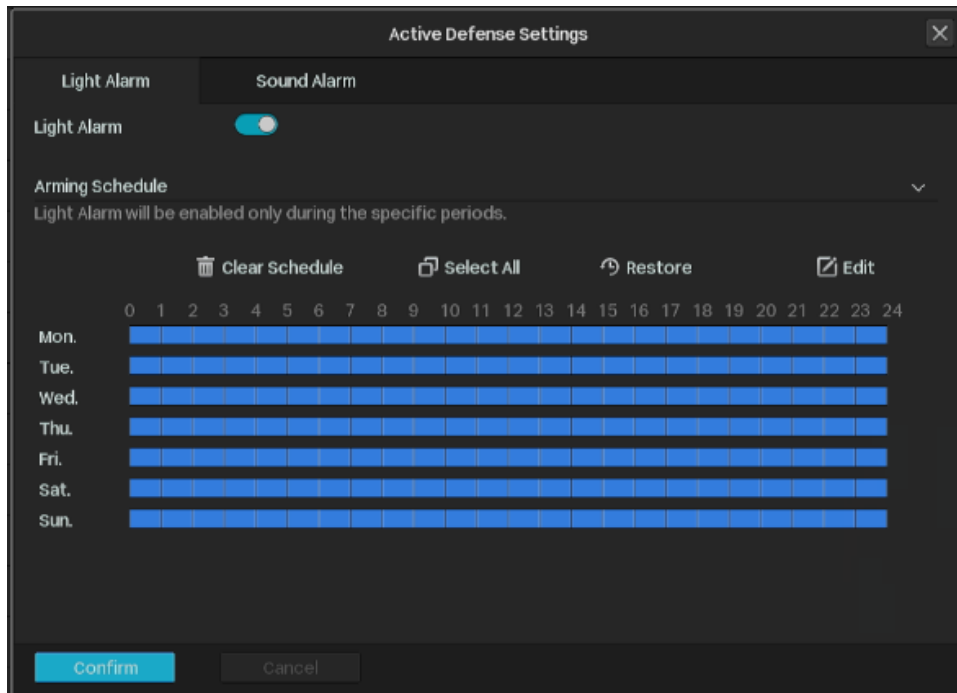 Active Defense Settings
Light Alarm Sound Alarm
Light Alarm
Arming Schedule
Light Alarm will be enabled only during the specific periods.
Clear Schedule Select All Restore Edit
0 1 2 3 4 5 6 7 8 9 10 11 12 13 14 15 16 17 18 19 20 21 22 23 24
Mon.
Tue.
Wed.
Thu.
Fri.
Sat.
Sun.
Confirm Cancel